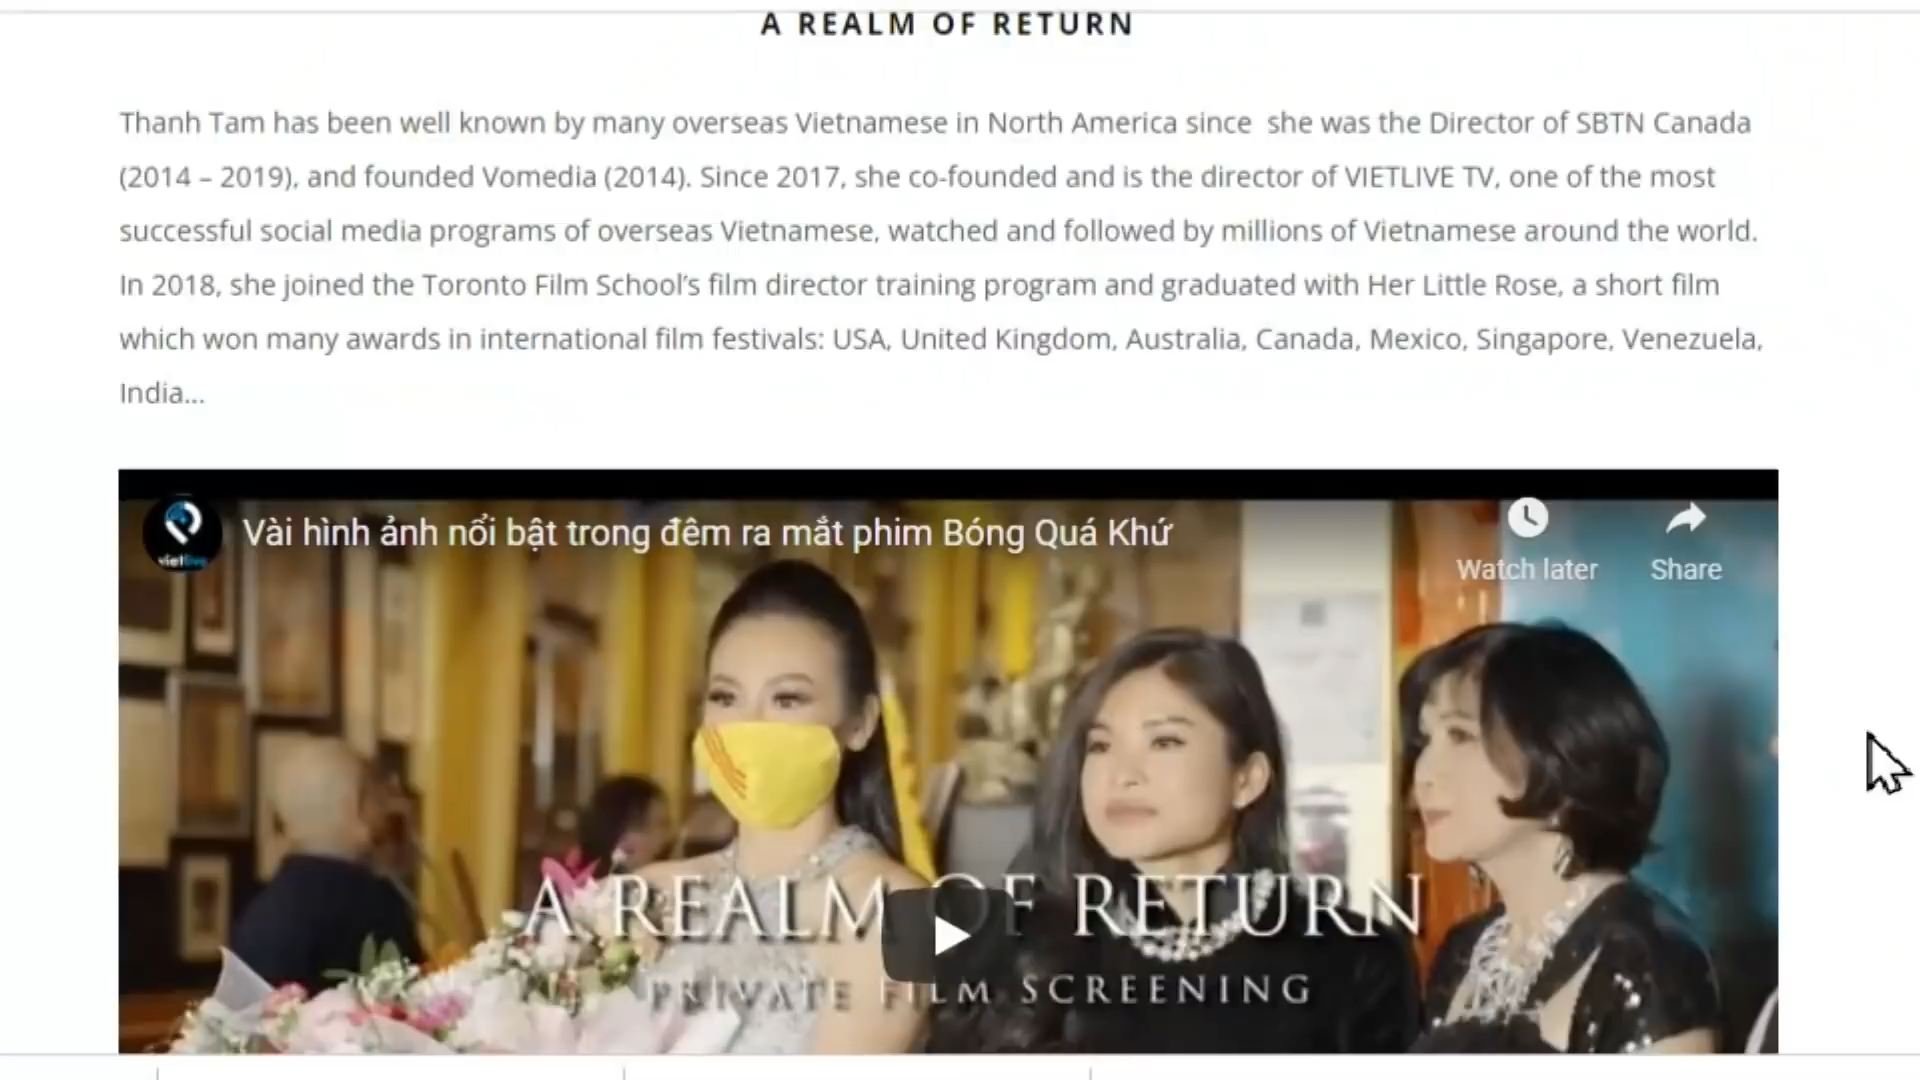 A REALM OF RETURN
Thanh Tam has been well known by many overseas Vietnamese in North America since she was the Director of SBTN Canada
(2014 – 2019), and founded Vomedia (2014). Since 2017, she co-founded and is the director of VIETLIVE TV, one of the most
successful social media programs of overseas Vietnamese, watched and followed by millions of Vietnamese around the world.
In 2018, she joined the Toronto Film School’s film director training program and graduated with Her Little Rose, a short film
which won many awards in international film festivals: USA, United Kingdom, Australia, Canada, Mexico, Singapore, Venezuela,
India...
vietlive
Vài hình ảnh nổi bật trong đêm ra mắt phim Bóng Quá Khứ
Watch later
Share
A REALM OF RETURN
PRIVATE FILM SCREENING